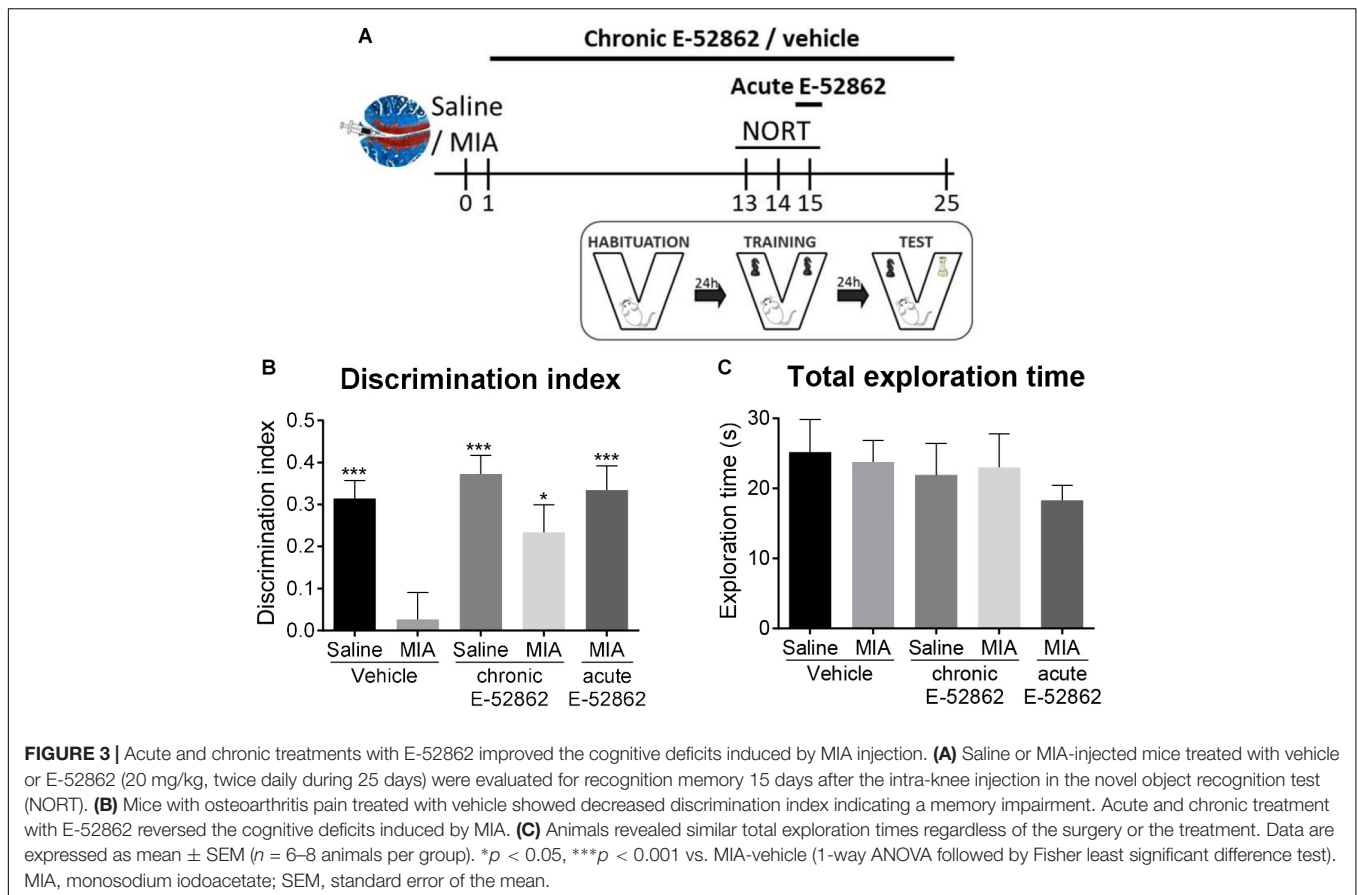 A
Chronic E-52862 / vehicle
Acute E-52862
Saline
/ MIA
NORT
0 1 13 14 15 25
HABITUATION TRAINING TEST
24h 24h
B
Discrimination index
Discrimination index
0.5
0.4
0.3
0.2
0.1
0.0
*** *** * ***
Saline MIA Saline MIA MIA
Vehicle chronic acute
E-52862 E-52862
C
Total exploration time
Exploration time (s)
30
20
10
0
Saline MIA Saline MIA MIA
Vehicle chronic acute
E-52862 E-52862
FIGURE 3 | Acute and chronic treatments with E-52862 improved the cognitive deficits induced by MIA injection. (A) Saline or MIA-injected mice treated with vehicle
or E-52862 (20 mg/kg, twice daily during 25 days) were evaluated for recognition memory 15 days after the intra-knee injection in the novel object recognition test
(NORT). (B) Mice with osteoarthritis pain treated with vehicle showed decreased discrimination index indicating a memory impairment. Acute and chronic treatment
with E-52862 reversed the cognitive deficits induced by MIA. (C) Animals revealed similar total exploration times regardless of the surgery or the treatment. Data are
expressed as mean ± SEM (n = 6–8 animals per group). *p < 0.05, ***p < 0.001 vs. MIA-vehicle (1-way ANOVA followed by Fisher least significant difference test).
MIA, monosodium iodoacetate; SEM, standard error of the mean.